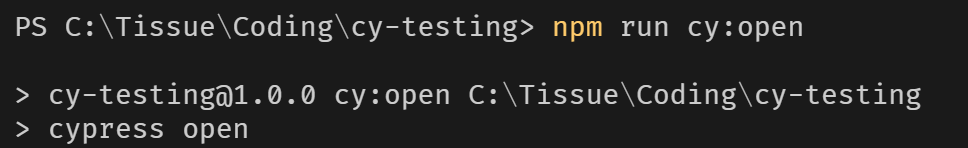 PS C:\Tissue\Coding\cy-testing> npm run cy:open
> cy-testing@1.0.0 cy:open C:\Tissue\Coding\cy-testing
> cypress open